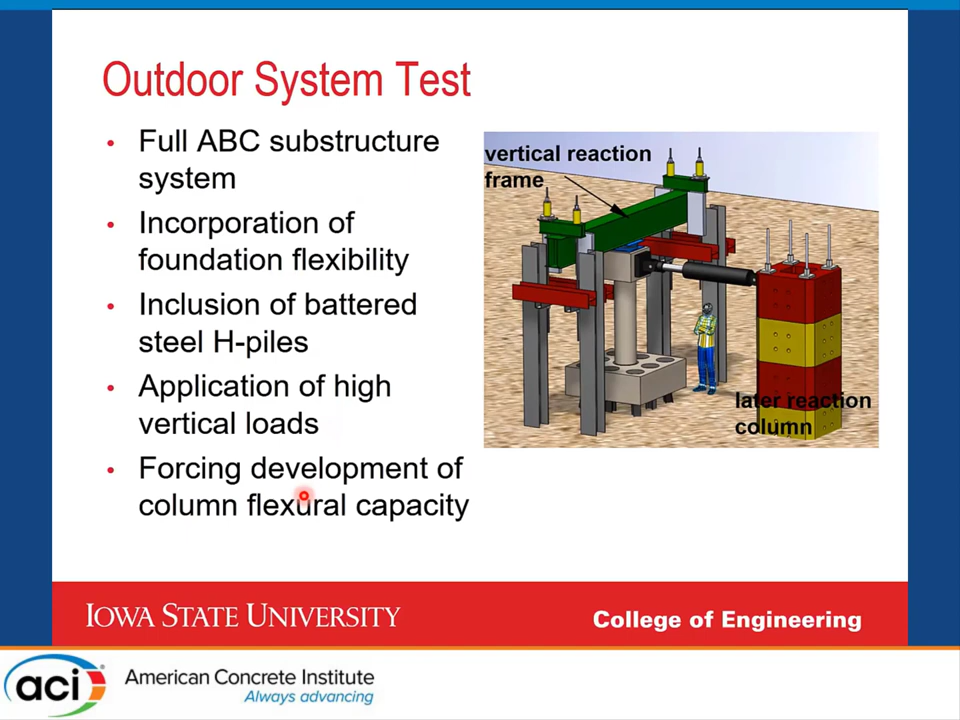 Outdoor System Test
• Full ABC substructure
system
• Incorporation of
foundation flexibility
• Inclusion of battered
steel H-piles
• Application of high
vertical loads
• Forcing development of
column flexural capacity
vertical reaction
frame
later reaction
column
IOWA STATE UNIVERSITY
College of Engineering
aci
American Concrete Institute
Always advancing